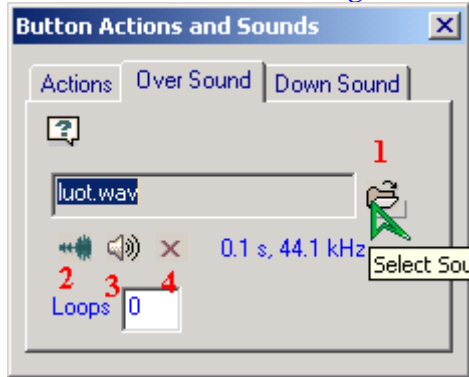 Button Actions and Sounds
Actions Over Sound Down Sound
1
luot.wav
0.1 s, 44.1 kHz
Select Sou
2 3 4
Loops 0